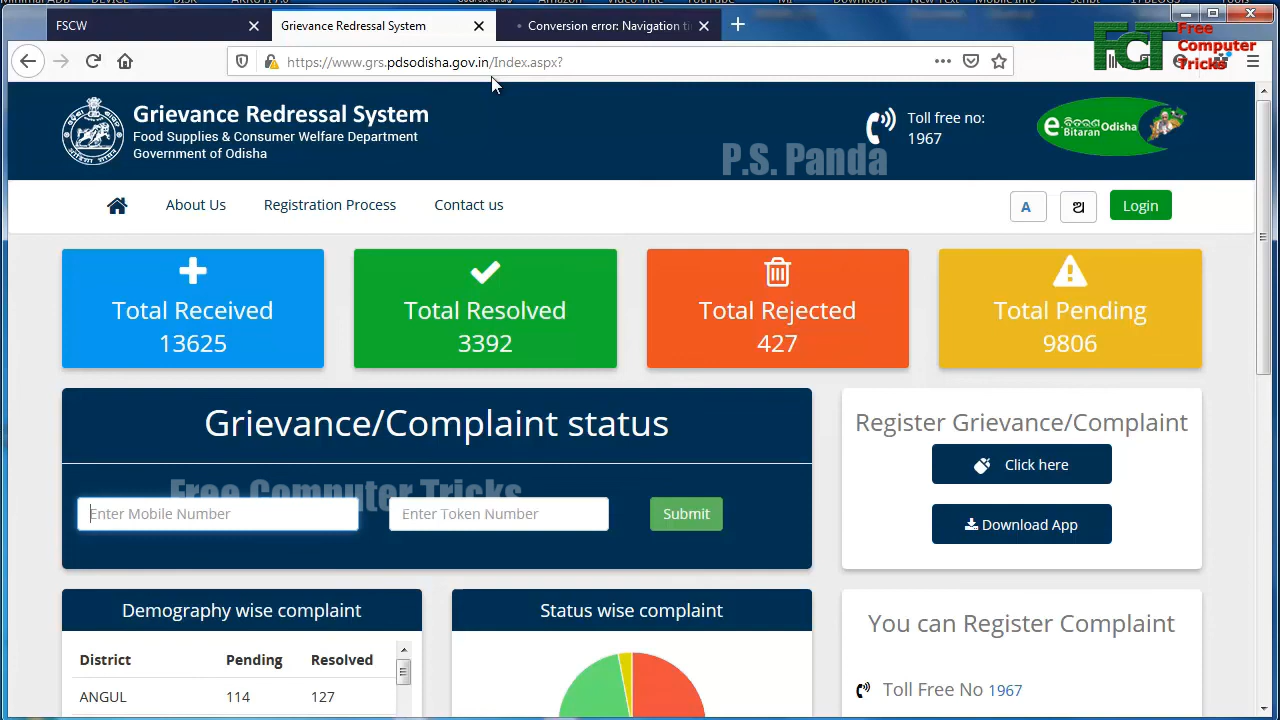 FSCW
Grievance Redressal System
Conversion error: Navigation ti
Free
Computer
Tricks
FCT
https://www.grs.pdsodisha.gov.in/Index.aspx?
Grievance Redressal System
Food Supplies & Consumer Welfare Department
Government of Odisha
Toll free no:
1967
e ବିତରଣ
Bitaran Odisha
P.S. Panda
About Us
Registration Process
Contact us
A
ଅ
Login
Total Received
13625
Total Resolved
3392
Total Rejected
427
Total Pending
9806
Grievance/Complaint status
Free Computer Tricks
Enter Mobile Number
Enter Token Number
Submit
Register Grievance/Complaint
Click here
Download App
Demography wise complaint
District Pending Resolved
ANGUL 114 127
Status wise complaint
You can Register Complaint
Toll Free No 1967